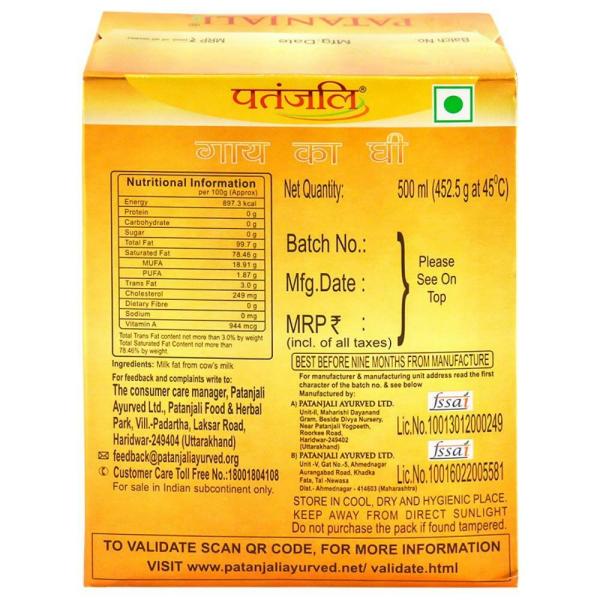 PATANJALI®
Batch No
Mfg.Date
MRP ₹
पतंजलि®
गाय का घी
Nutritional Information
per 100g (Approx)
Energy 897.3 kcal
Protein 0 g
Carbohydrate 0 g
Sugar 0 g
Total Fat 99.7 g
Saturated Fat 78.46 g
MUFA 18.91 g
PUFA 1.87 g
Trans Fat 3.0 g
Cholesterol 249 mg
Dietary Fibre 0 g
Sodium 0 mg
Vitamin A 944 mcg
Total Trans Fat content not more than 3.0% by weight
Total Saturated Fat Content not more than
78.46% by weight.
Ingredients: Milk fat from cow's milk
For feedback and complaints write to:
The consumer care manager, Patanjali
Ayurved Ltd., Patanjali Food & Herbal
Park, Vill.-Padartha, Laksar Road,
Haridwar-249404 (Uttarakhand)
feedback@patanjaliayurved.org
Customer Care Toll Free No.:18001804108
For sale in Indian subcontinent only.
Net Quantity: 500 ml (452.5 g at 45⁰C)
Batch No.:
Mfg.Date :
MRP ₹ :
(incl. of all taxes)
Please
See On
Top
BEST BEFORE NINE MONTHS FROM MANUFACTURE
For manufacturer & manufacturing unit address read the first
character of the batch no. & see below
Manufactured by:
A) PATANJALI AYURVED LTD.
Unit-II, Maharishi Dayanand
Gram, Beside Divya Nursery,
Near Patanjali Yogpeeth,
Roorkee Road,
Haridwar-249402
(Uttarakhand)
fssai
Lic.No.10013012000249
B) PATANJALI AYURVED LTD.
Unit -V, Gat No.-5, Ahmednagar
Aurangabad Road, Khadka
Fata, Tal -Newasa
Dist.- Ahmednagar - 414603 (Maharashtra)
fssai
Lic.No.10016022005581
STORE IN COOL, DRY AND HYGIENIC PLACE.
KEEP AWAY FROM DIRECT SUNLIGHT
Do not purchase the pack if found tampered.
TO VALIDATE SCAN QR CODE, FOR MORE INFORMATION
VISIT www.patanjaliayurved.net/ validate.html